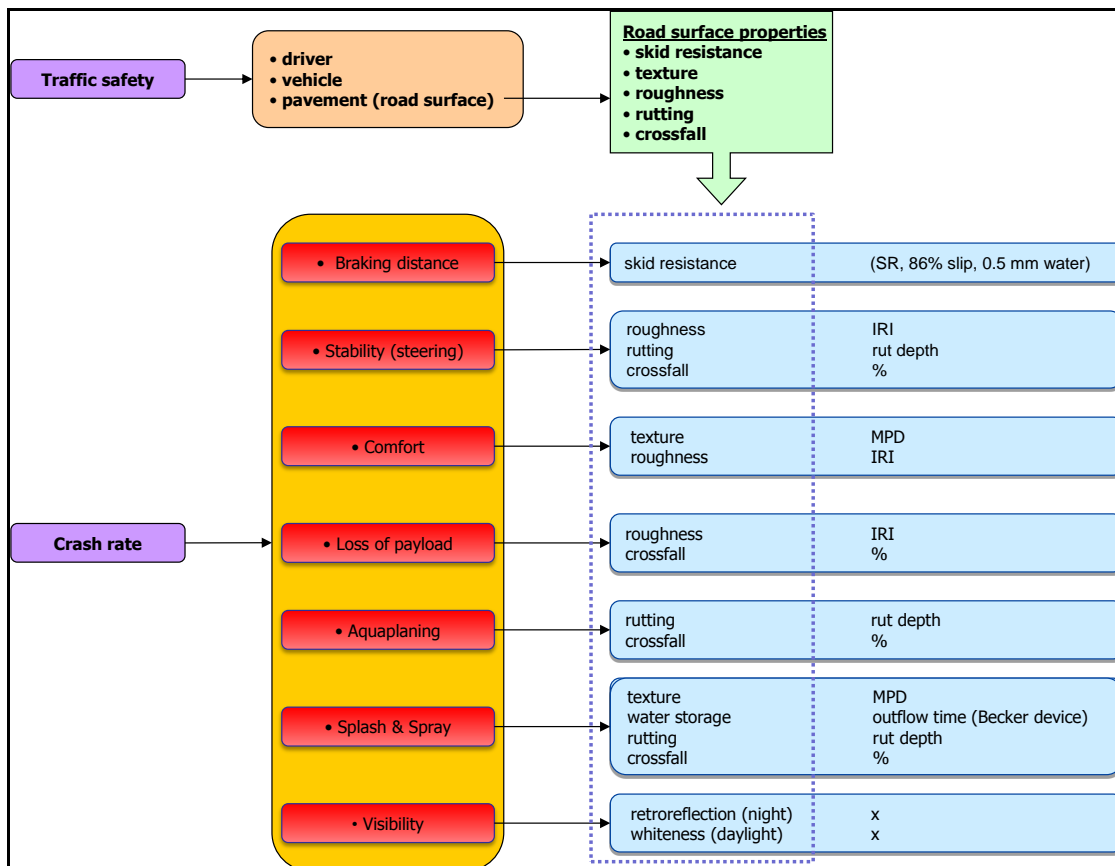 Traffic safety
• driver
• vehicle
• pavement (road surface)
Road surface properties
• skid resistance
• texture
• roughness
• rutting
• crossfall
Crash rate
• Braking distance
skid resistance (SR, 86% slip, 0.5 mm water)
• Stability (steering)
roughness IRI
rutting rut depth
crossfall %
• Comfort
texture MPD
roughness IRI
• Loss of payload
roughness IRI
crossfall %
• Aquaplaning
rutting rut depth
crossfall %
• Splash & Spray
texture MPD
water storage outflow time (Becker device)
rutting rut depth
crossfall %
• Visibility
retroreflection (night) x
whiteness (daylight) x